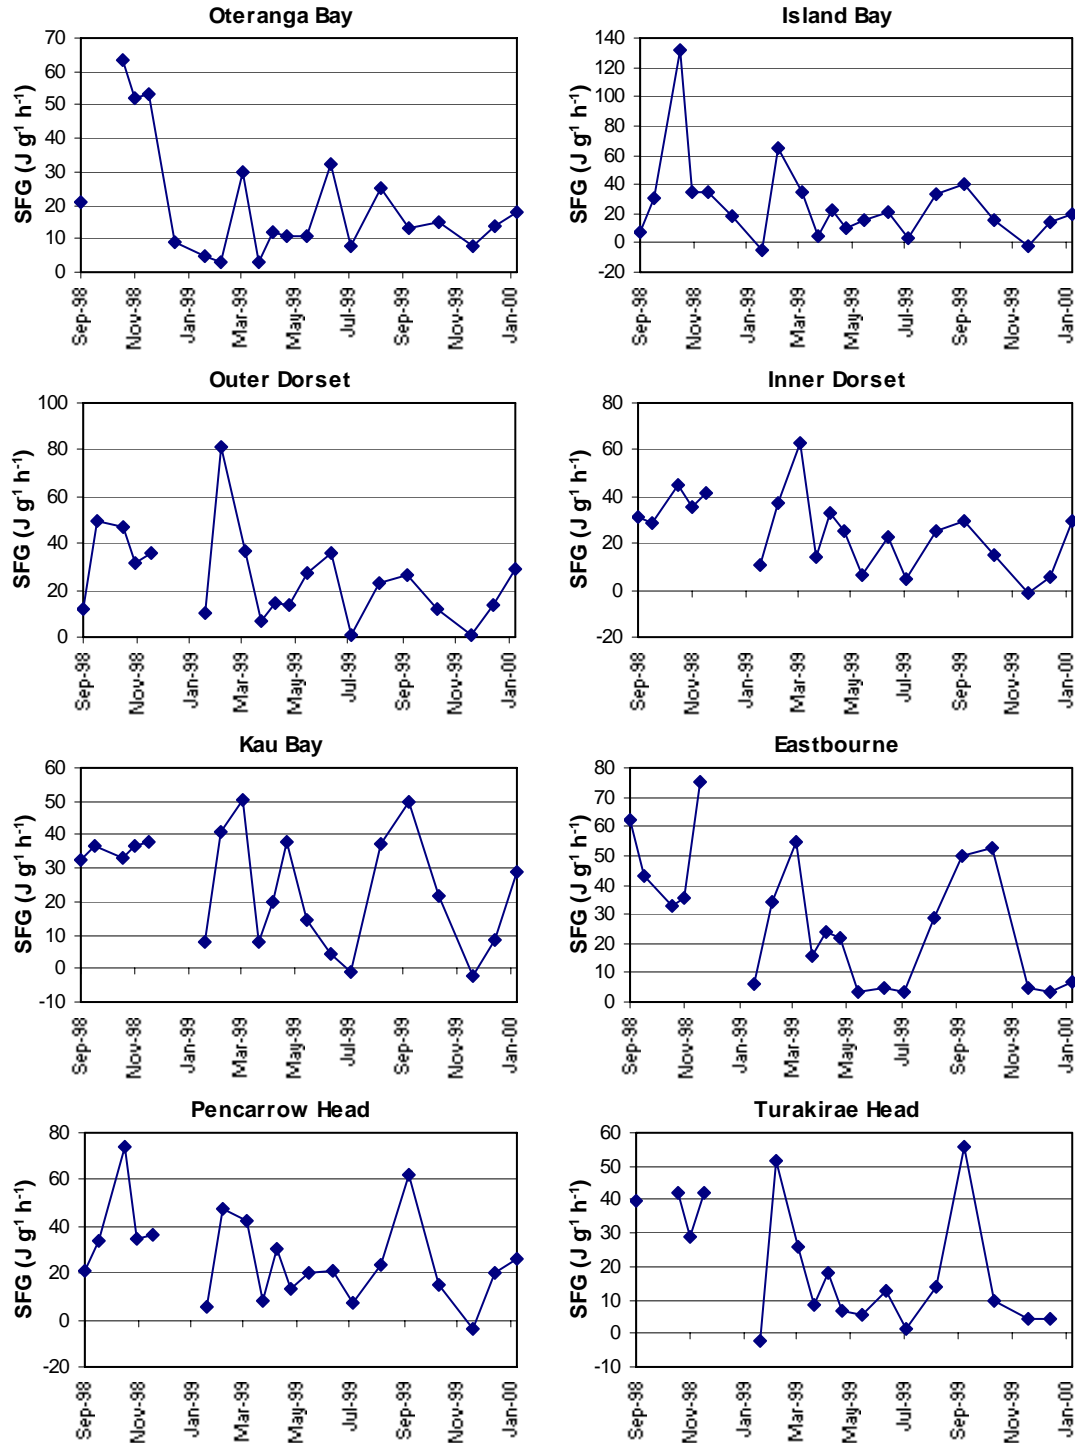 Oteranga Bay
SFG (J g-1 h-1)
70
60
50
40
30
20
10
0
Sep-98 Nov-98 Jan-99 Mar-99 May-99 Jul-99 Sep-99 Nov-99 Jan-00
Island Bay
SFG (J g-1 h-1)
140
120
100
80
60
40
20
0
-20
Sep-98 Nov-98 Jan-99 Mar-99 May-99 Jul-99 Sep-99 Nov-99 Jan-00
Outer Dorset
SFG (J g-1 h-1)
100
80
60
40
20
0
Sep-98 Nov-98 Jan-99 Mar-99 May-99 Jul-99 Sep-99 Nov-99 Jan-00
Inner Dorset
SFG (J g-1 h-1)
80
60
40
20
0
-20
Sep-98 Nov-98 Jan-99 Mar-99 May-99 Jul-99 Sep-99 Nov-99 Jan-00
Kau Bay
SFG (J g-1 h-1)
60
50
40
30
20
10
0
-10
Sep-98 Nov-98 Jan-99 Mar-99 May-99 Jul-99 Sep-99 Nov-99 Jan-00
Eastbourne
SFG (J g-1 h-1)
80
70
60
50
40
30
20
10
0
Sep-98 Nov-98 Jan-99 Mar-99 May-99 Jul-99 Sep-99 Nov-99 Jan-00
Pencarrow Head
SFG (J g-1 h-1)
80
60
40
20
0
-20
Sep-98 Nov-98 Jan-99 Mar-99 May-99 Jul-99 Sep-99 Nov-99 Jan-00
Turakirae Head
SFG (J g-1 h-1)
60
50
40
30
20
10
0
-10
Sep-98 Nov-98 Jan-99 Mar-99 May-99 Jul-99 Sep-99 Nov-99 Jan-00